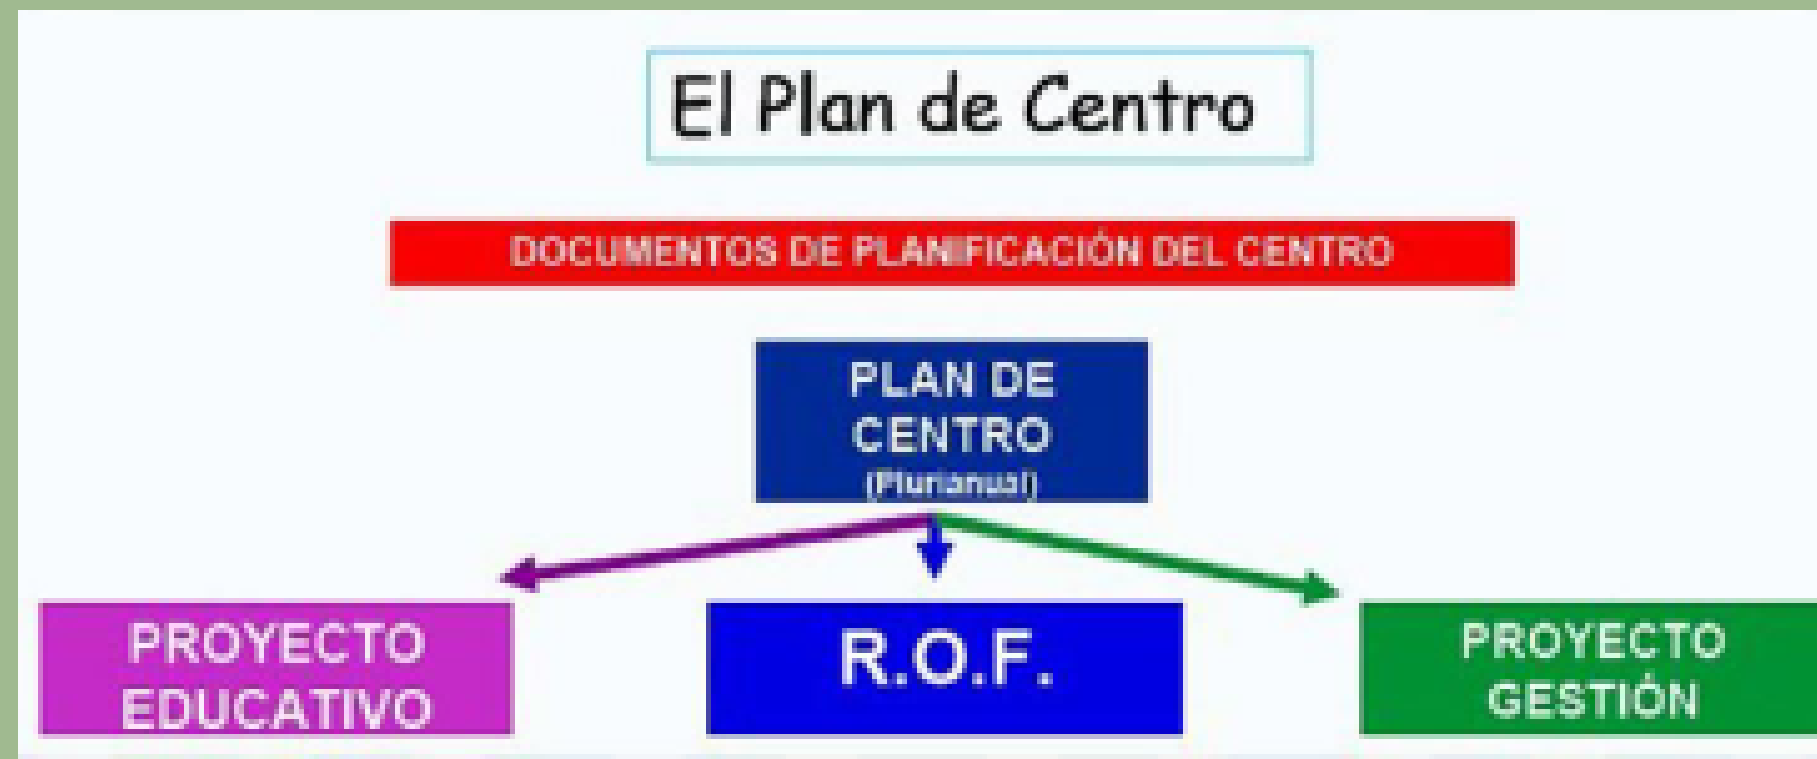 El Plan de Centro
DOCUMENTOS DE PLANIFICACIÓN DEL CENTRO
PLAN DE
CENTRO
(Plurianual)
PROYECTO
EDUCATIVO
R.O.F.
PROYECTO
GESTIÓN